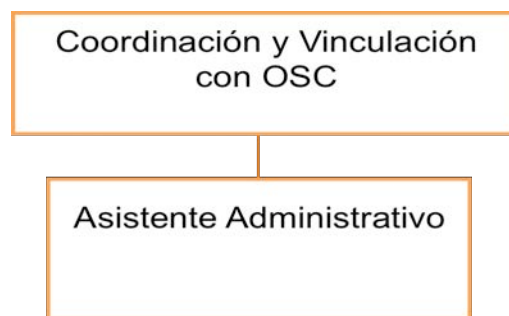 Coordinación y Vinculación
con OSC
Asistente Administrativo